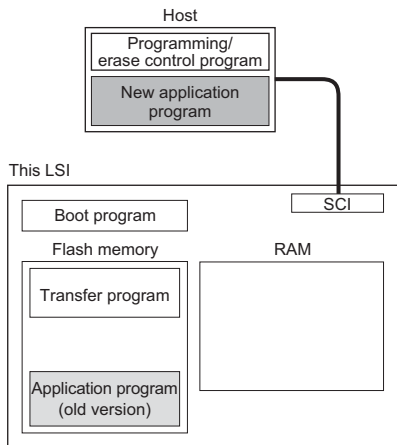 Host
Programming/
erase control program
New application
program
This LSI
SCI
Boot program
Flash memory
RAM
Transfer program
Application program
(old version)